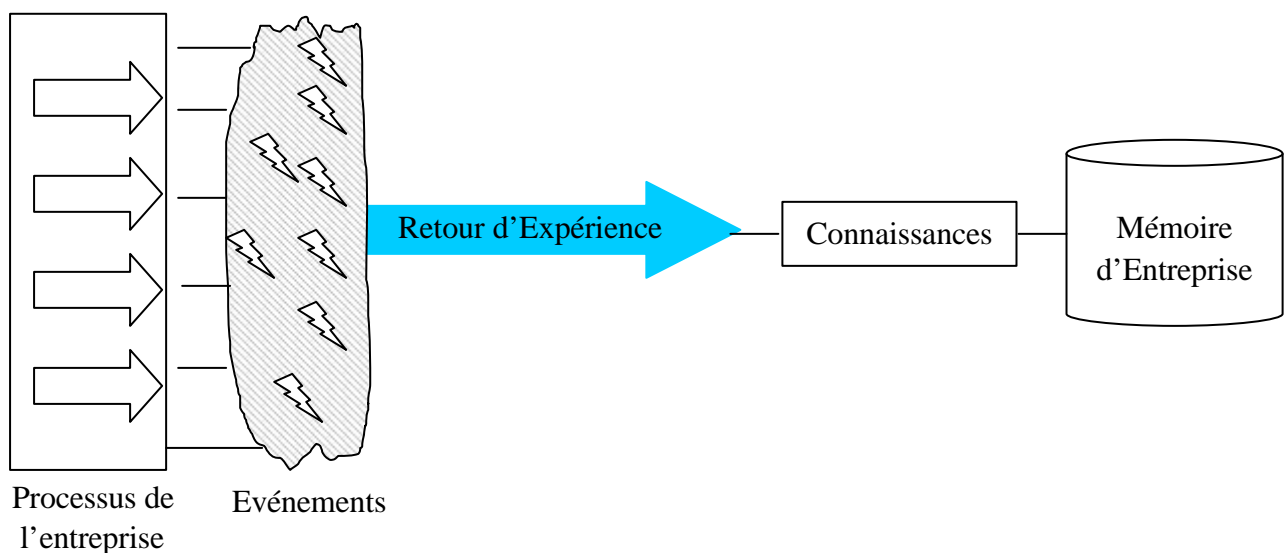 Retour d’Expérience
Connaissances
Mémoire
d’Entreprise
Processus de
l’entreprise
Evénements